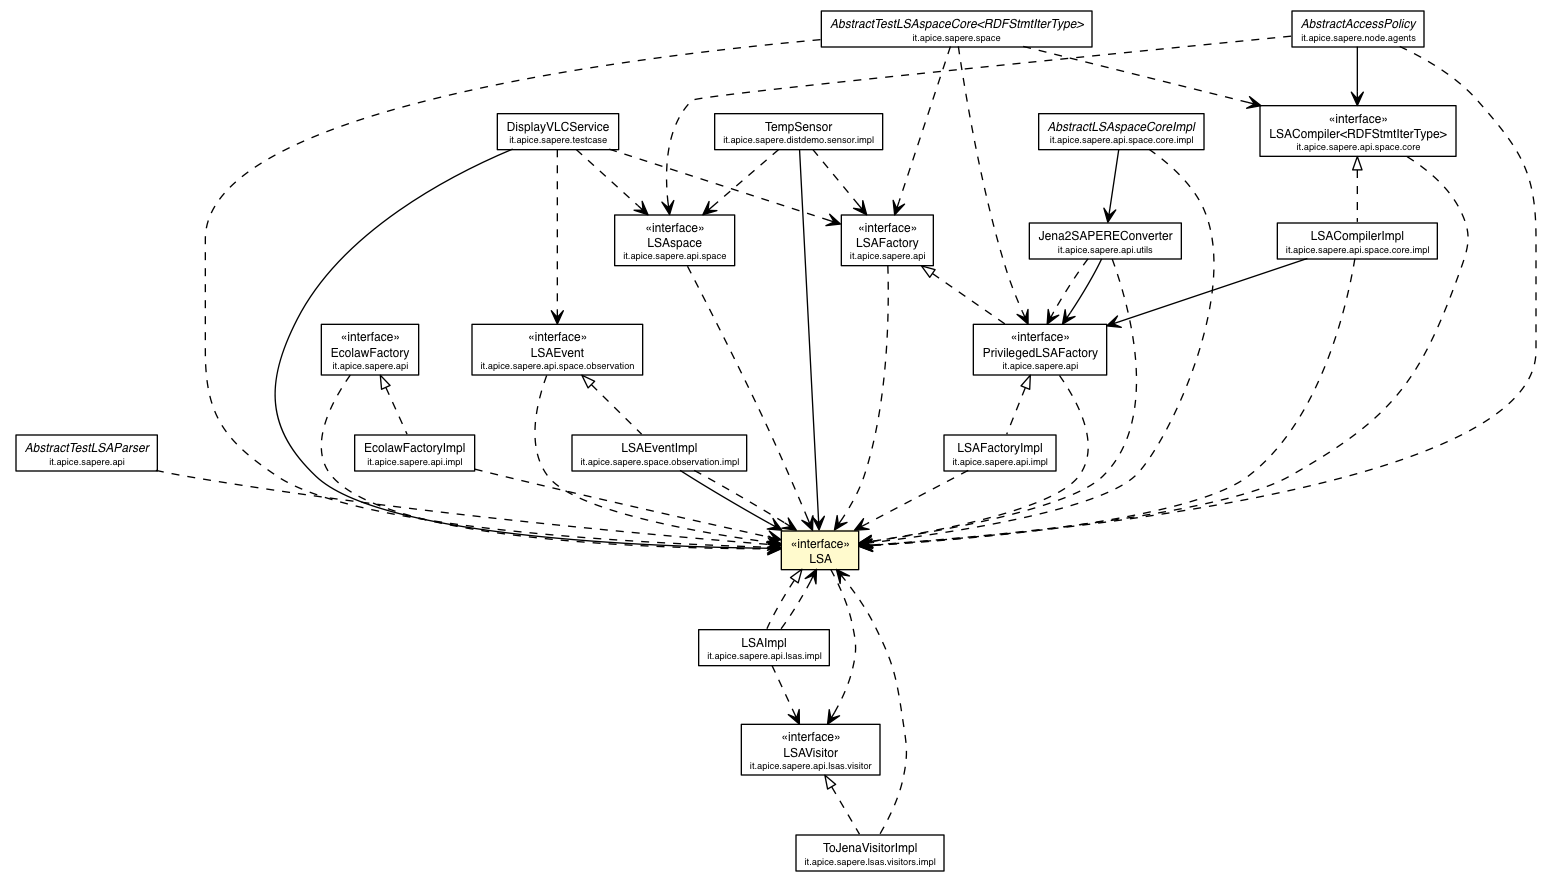 AbstractTestLSAspaceCore<RDFStmtIterType>
it.apice.sapere.space
AbstractAccessPolicy
it.apice.sapere.node.agents
DisplayVLCService
it.apice.sapere.testcase
TempSensor
it.apice.sapere.distdemo.sensor.impl
AbstractLSAspaceCoreImpl
it.apice.sapere.api.space.core.impl
«interface»
LSACompiler<RDFStmtIterType>
it.apice.sapere.api.space.core
«interface»
LSAspace
it.apice.sapere.api.space
«interface»
LSAFactory
it.apice.sapere.api
Jena2SAPEREConverter
it.apice.sapere.api.utils
LSACompilerImpl
it.apice.sapere.api.space.core.impl
«interface»
EcolawFactory
it.apice.sapere.api
«interface»
LSAEvent
it.apice.sapere.api.space.observation
«interface»
PrivilegedLSAFactory
it.apice.sapere.api
AbstractTestLSAParser
it.apice.sapere.api
EcolawFactoryImpl
it.apice.sapere.api.impl
LSAEventImpl
it.apice.sapere.space.observation.impl
LSAFactoryImpl
it.apice.sapere.api.impl
«interface»
LSA
LSAImpl
it.apice.sapere.api.lsas.impl
«interface»
LSAVisitor
it.apice.sapere.api.lsas.visitor
ToJenaVisitorImpl
it.apice.sapere.lsas.visitors.impl